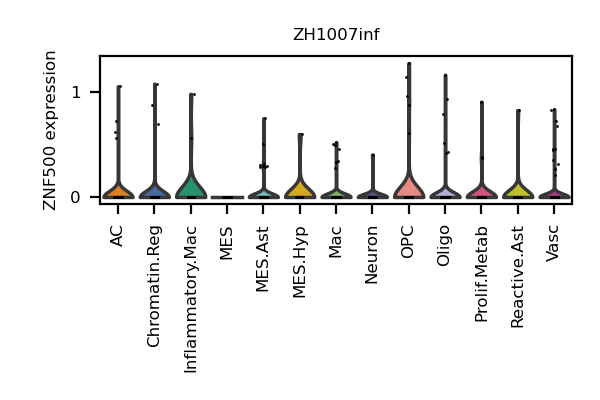 ZH1007inf
ZNF500 expression
1
0
AC
Chromatin.Reg
Inflammatory.Mac
MES
MES.Ast
MES.Hyp
Mac
Neuron
OPC
Oligo
Prolif.Metab
Reactive.Ast
Vasc